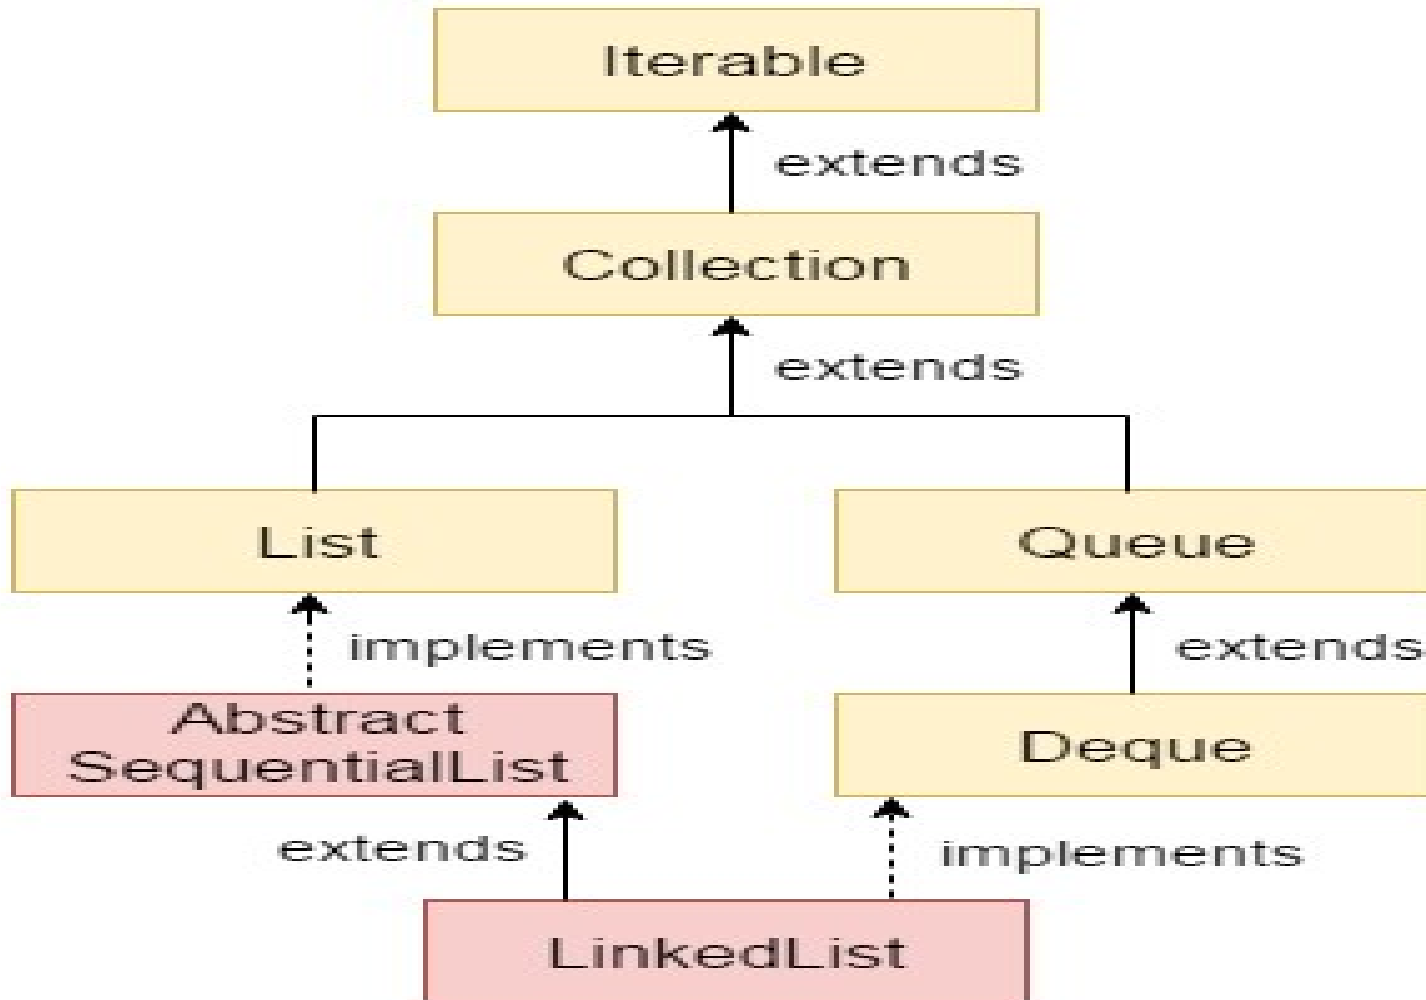 Iterable
extends
Collection
extends
List
Queue
implements
extends
Abstract
SequentialList
Deque
extends
implements
LinkedList